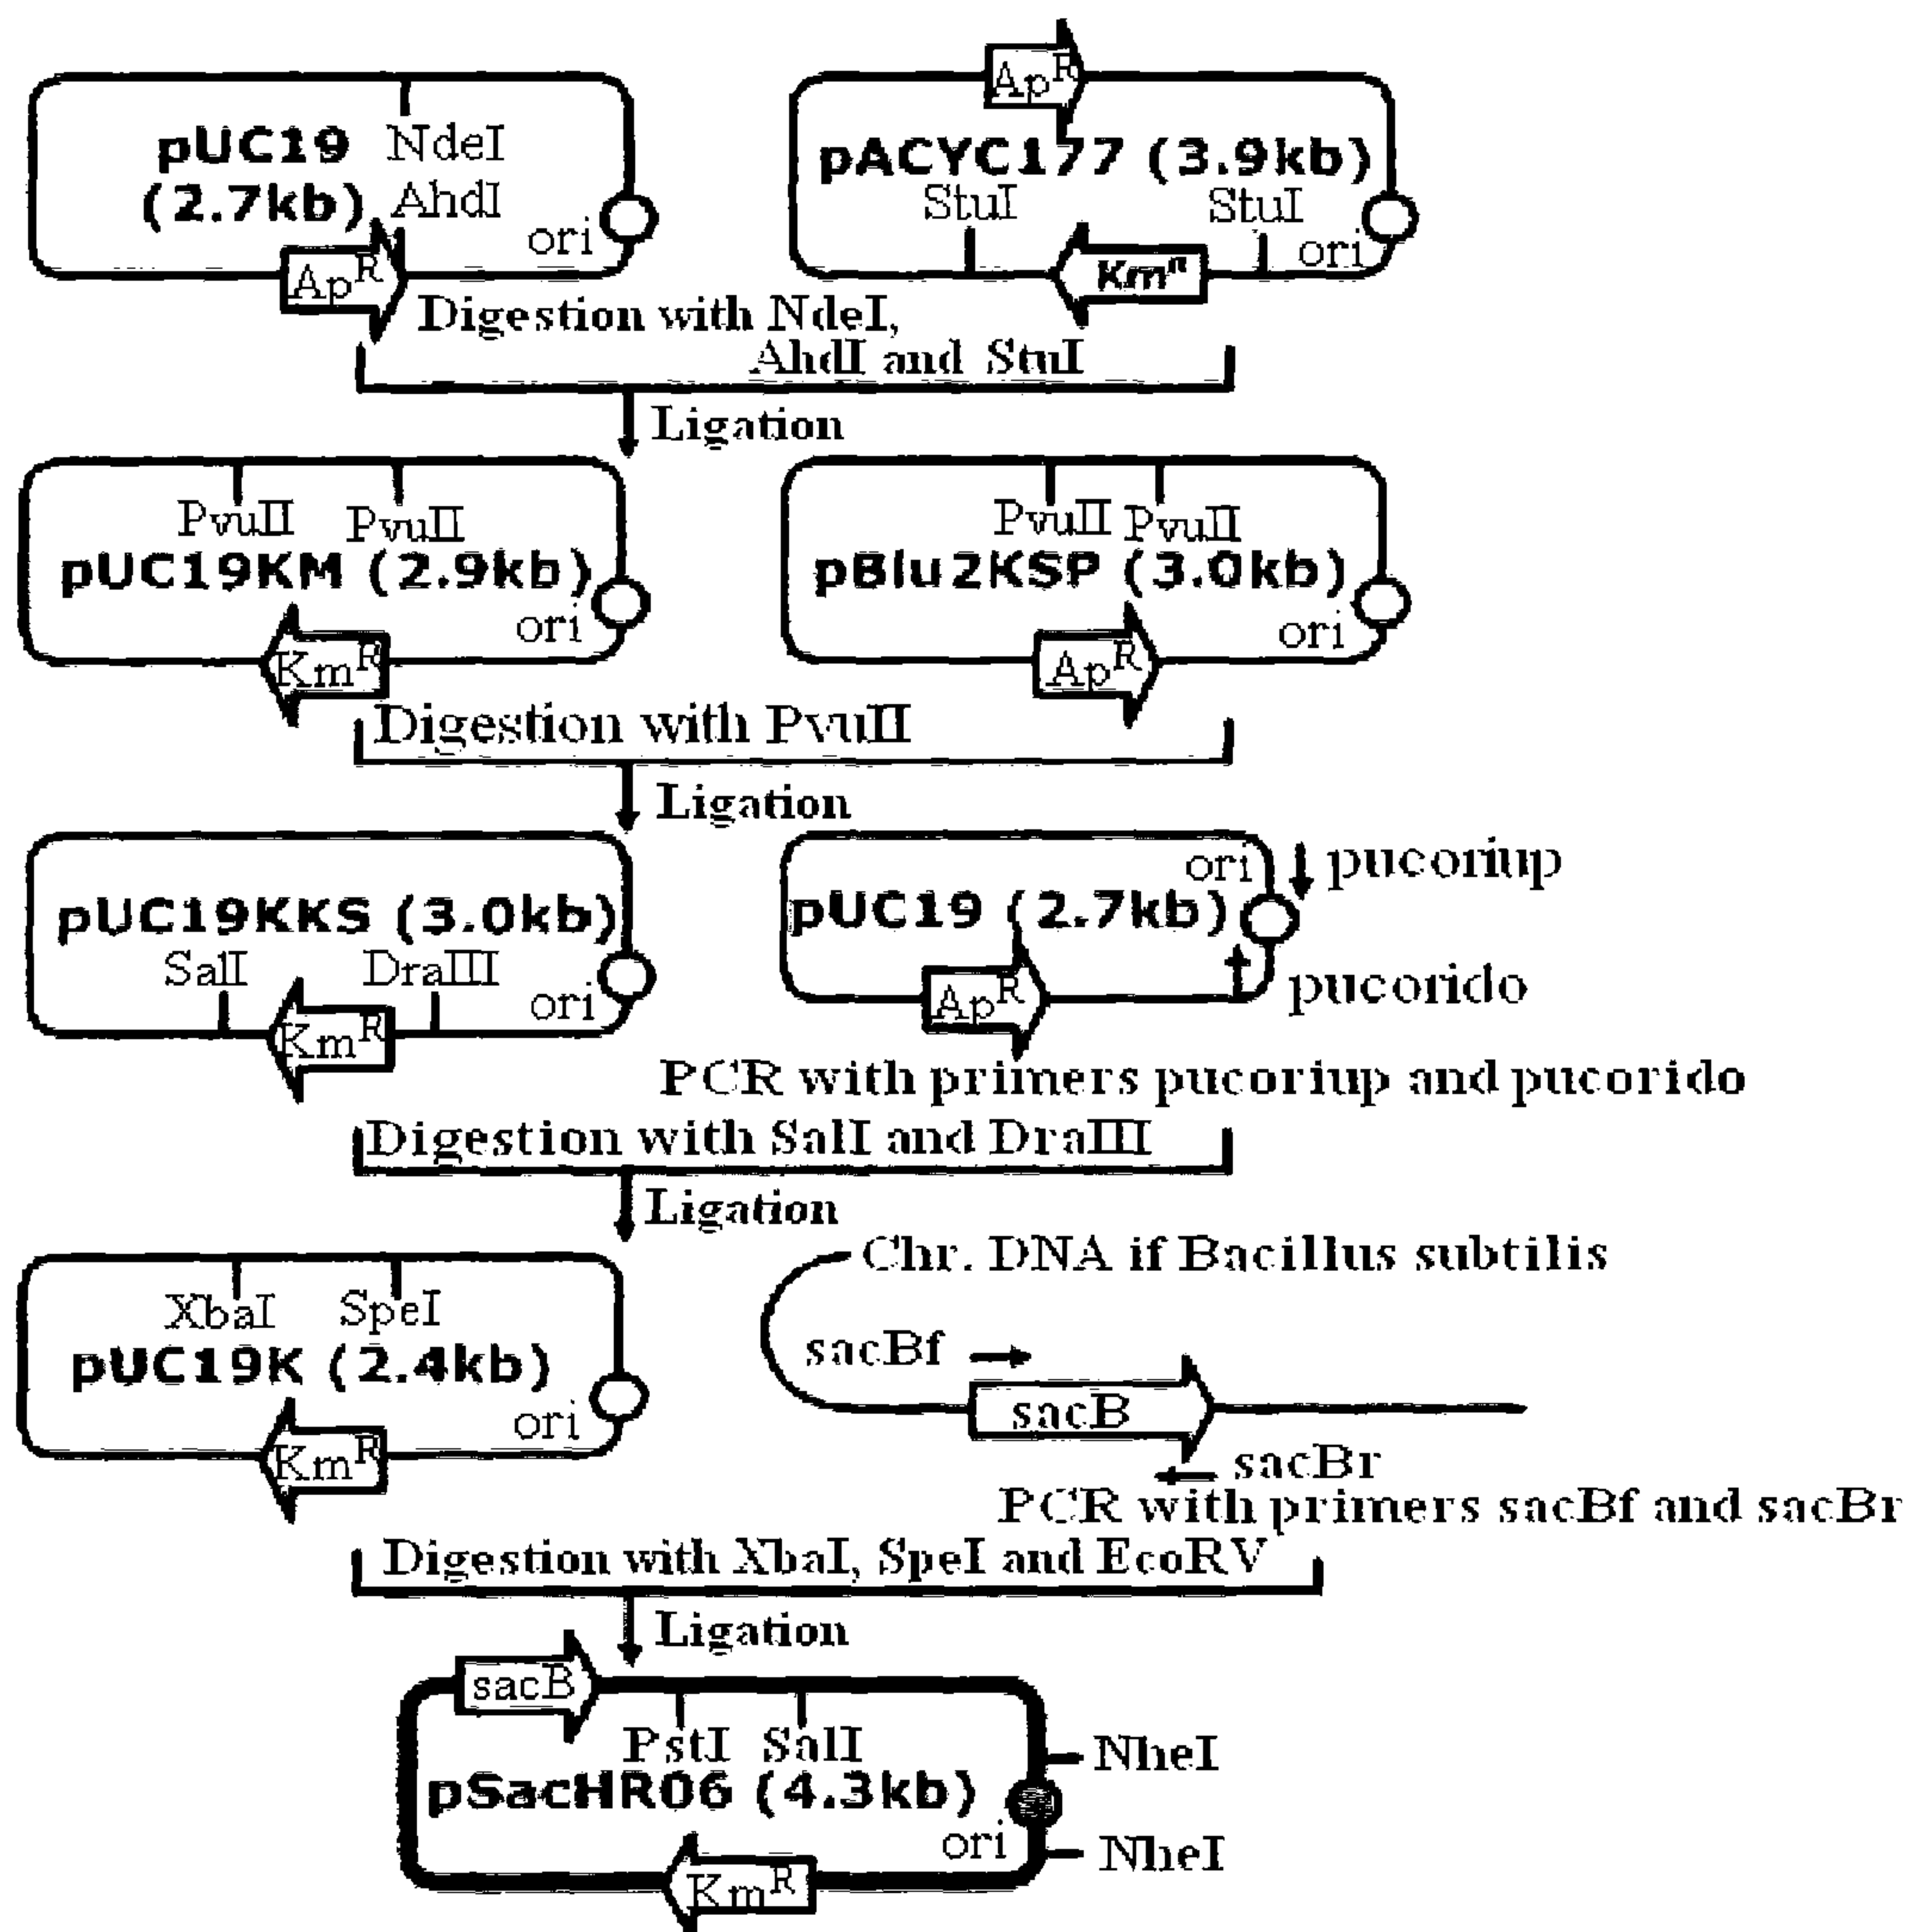 ApR
pUC19 NdeI
(2.7kb) AhdI
ori
ApR
pACYC177 (3.9kb)
StuI StuI
ori
KmR
Digestion with NdeI,
AhdI and StuI
Ligation
PvuII PvuII
pUC19KM (2.9kb)
ori
KmR
PvuII PvuII
pBlu2KSP (3.0kb)
ori
ApR
Digestion with PvuII
Ligation
pUC19KKS (3.0kb)
SalI DraIII
ori
KmR
ori pucoriup
pUC19 (2.7kb)
pucorido
ApR
PCR with primers pucoriup and pucorido
Digestion with SalI and DraIII
Ligation
XbaI SpeI
pUC19K (2.4kb)
ori
KmR
Chr. DNA if Bacillus subtilis
sacBf
sacB
sacBr
PCR with primers sacBf and sacBr
Digestion with XbaI, SpeI and EcoRV
Ligation
sacB
PstI SalI
NheI
pSacHR06 (4.3kb)
ori
NheI
KmR